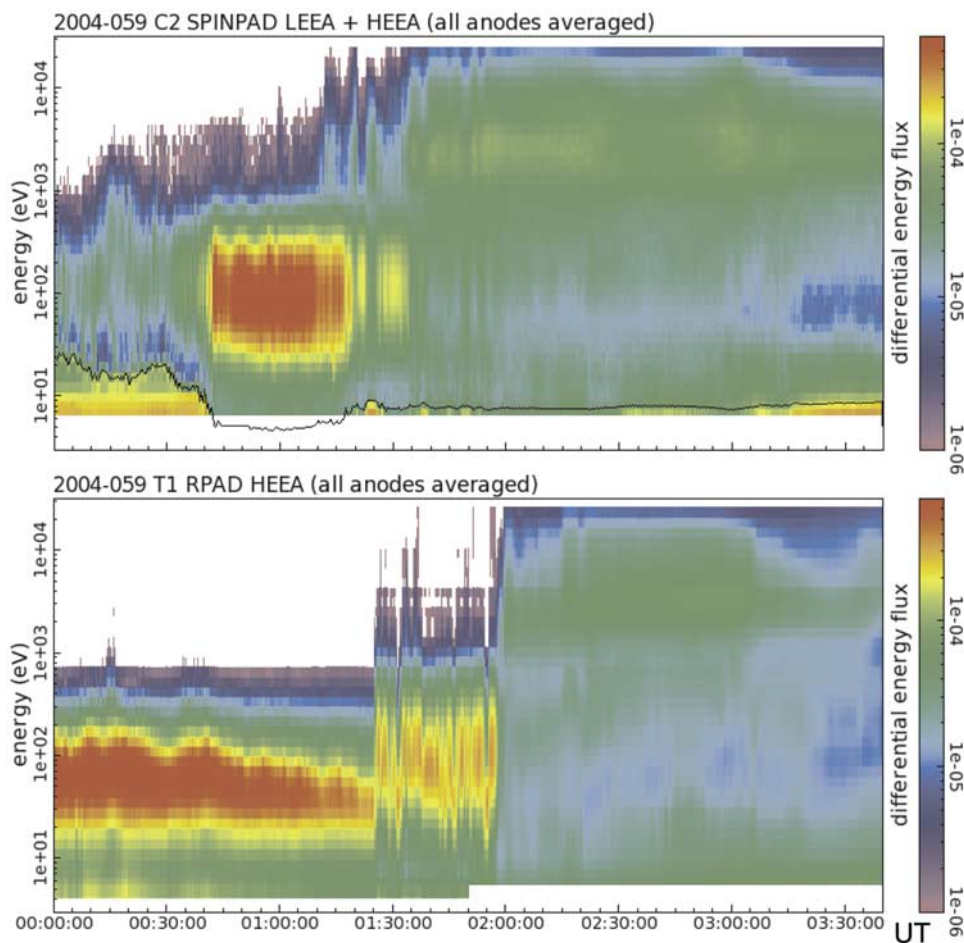 2004-059 C2 SPINPAD LEEA + HEEA (all anodes averaged)
energy (eV)
1e+04
1e+03
1e+02
1e+01
differential energy flux
1e-04
1e-05
1e-06
2004-059 T1 RPAD HEEA (all anodes averaged)
energy (eV)
1e+04
1e+03
1e+02
1e+01
differential energy flux
1e-04
1e-05
1e-06
00:00:00 00:30:00 01:00:00 01:30:00 02:00:00 02:30:00 03:00:00 03:30:00 UT